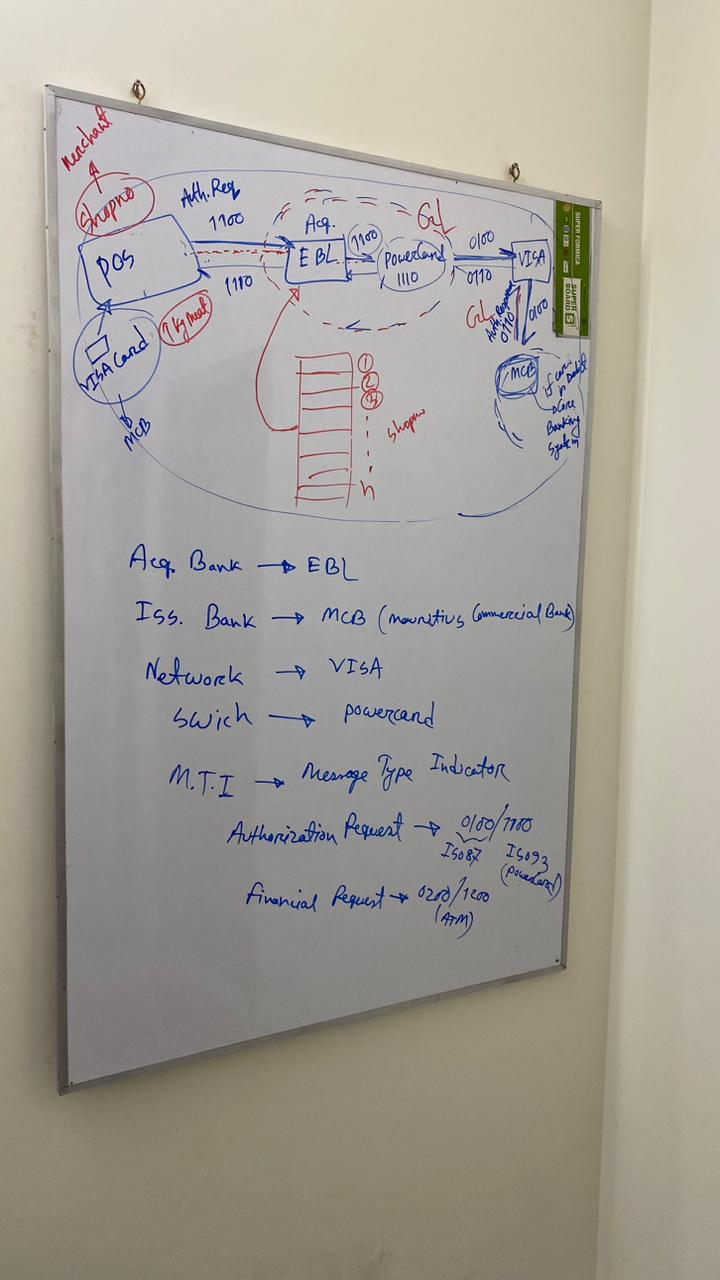 Merchant
Shopno
POS
VISA Card
MCB
1 kg meat
Auth. Req
1100
1110
Acq.
EBL
1100
GL
Powercard
1110
0100
0110
VISA
GL
Auth. Response
0110
0100
MCB
if card
is Debit
Core
Banking
System
1
2
3
n
Shopno
SUPER FORMICA
SUPER
BOARD
Acq. Bank → EBL
Iss. Bank → MCB (Mauritius Commercial Bank)
Network → VISA
Swich → powercard
M.T.I → Message Type Indicator
Authorization Request → 0100/1100
ISO87 ISO93
(powercard)
Financial Request → 0200/1200
(ATM)